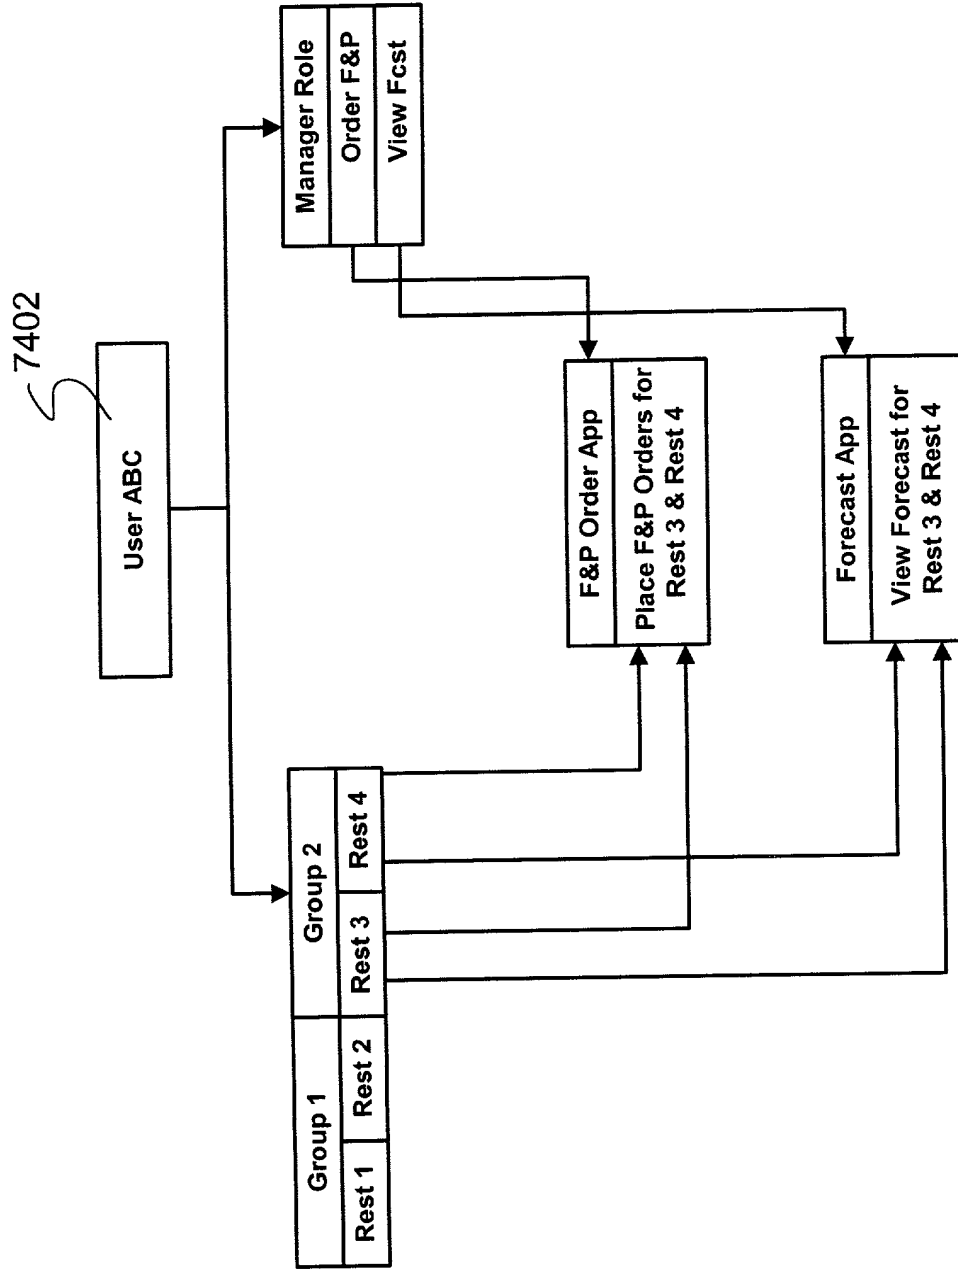 7402
User ABC
Group 1
Group 2
Rest 1
Rest 2
Rest 3
Rest 4
Manager Role
Order F&P
View Fcst
F&P Order App
Place F&P Orders for
Rest 3 & Rest 4
Forecast App
View Forecast for
Rest 3 & Rest 4